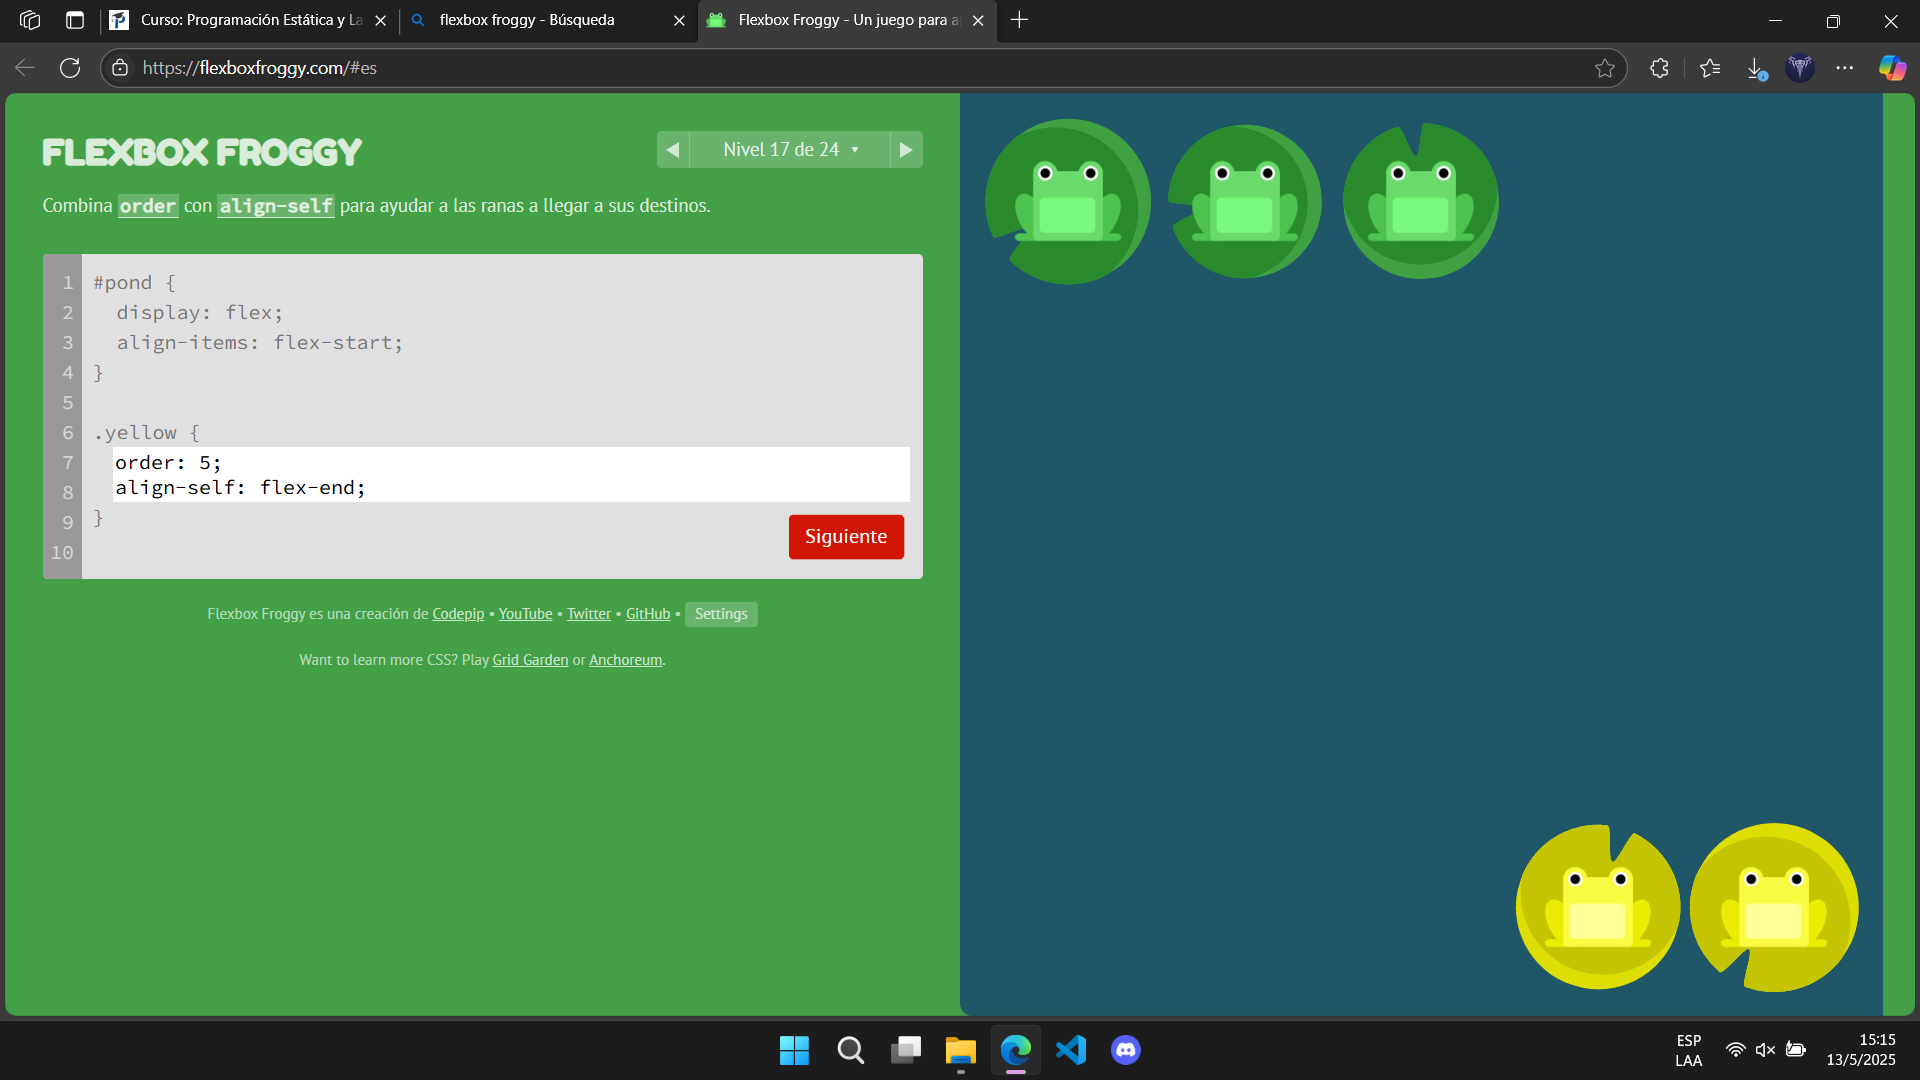 Curso: Programación Estática y La
flexbox froggy - Búsqueda
Flexbox Froggy - Un juego para a
https://flexboxfroggy.com/#es
FLEXBOX FROGGY
Nivel 17 de 24
Combina order con align-self para ayudar a las ranas a llegar a sus destinos.
1 #pond {
2 display: flex;
3 align-items: flex-start;
4 }
5
6 .yellow {
7 order: 5;
8 align-self: flex-end;
9 }
10
Siguiente
Flexbox Froggy es una creación de Codepip • YouTube • Twitter • GitHub • Settings
Want to learn more CSS? Play Grid Garden or Anchoreum.
ESP
LAA
15:15
13/5/2025